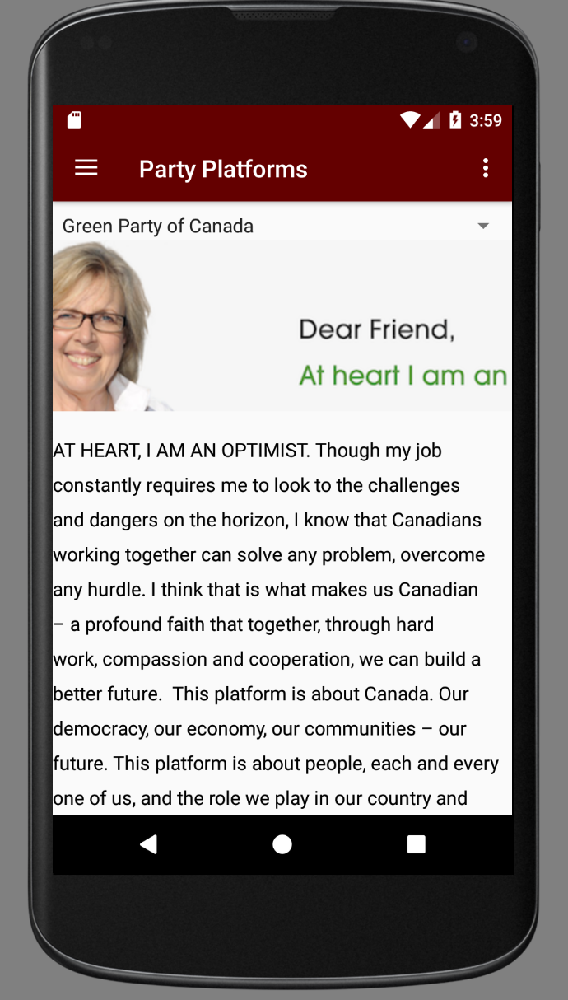 3:59
Party Platforms
Green Party of Canada
Dear Friend,
At heart I am an
AT HEART, I AM AN OPTIMIST. Though my job
constantly requires me to look to the challenges
and dangers on the horizon, I know that Canadians
working together can solve any problem, overcome
any hurdle. I think that is what makes us Canadian
– a profound faith that together, through hard
work, compassion and cooperation, we can build a
better future.  This platform is about Canada. Our
democracy, our economy, our communities – our
future. This platform is about people, each and every
one of us, and the role we play in our country and